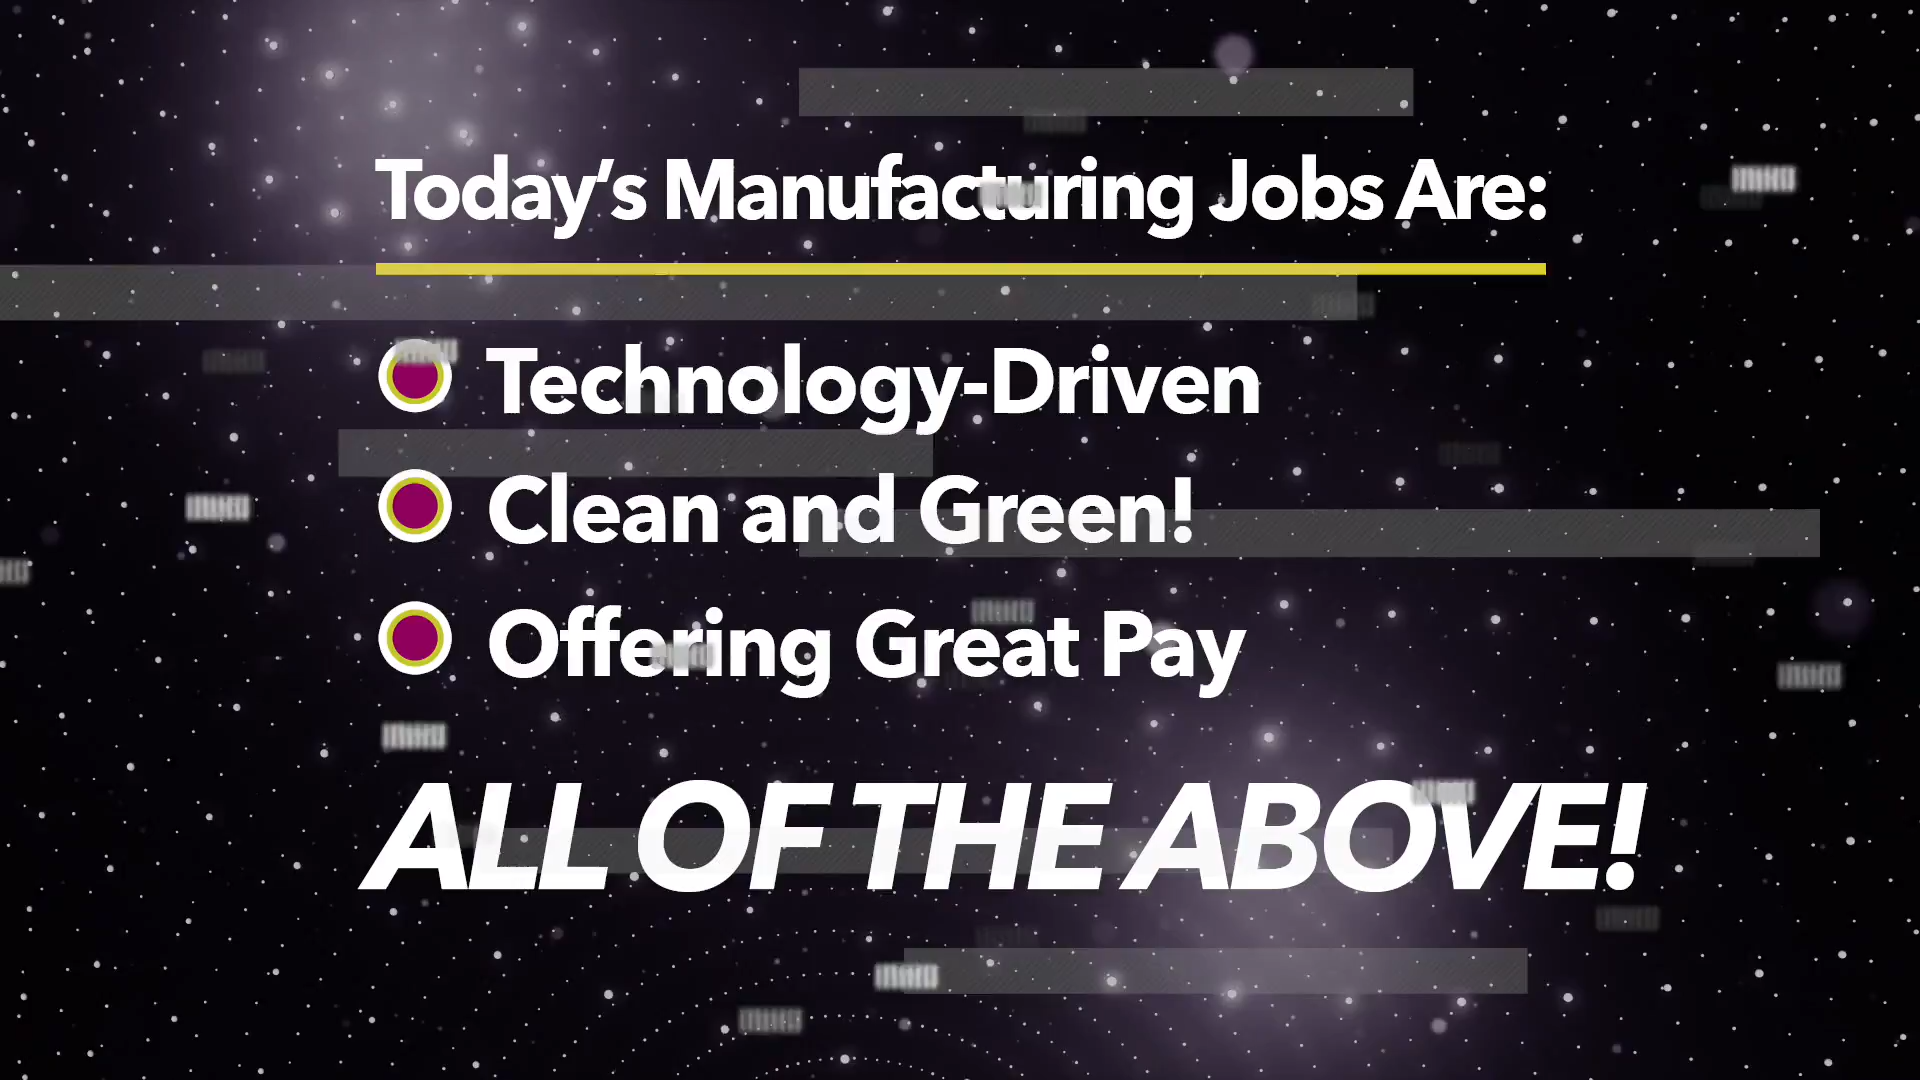 Today’s Manufacturing Jobs Are:
Technology-Driven
Clean and Green!
Offering Great Pay
ALL OF THE ABOVE!